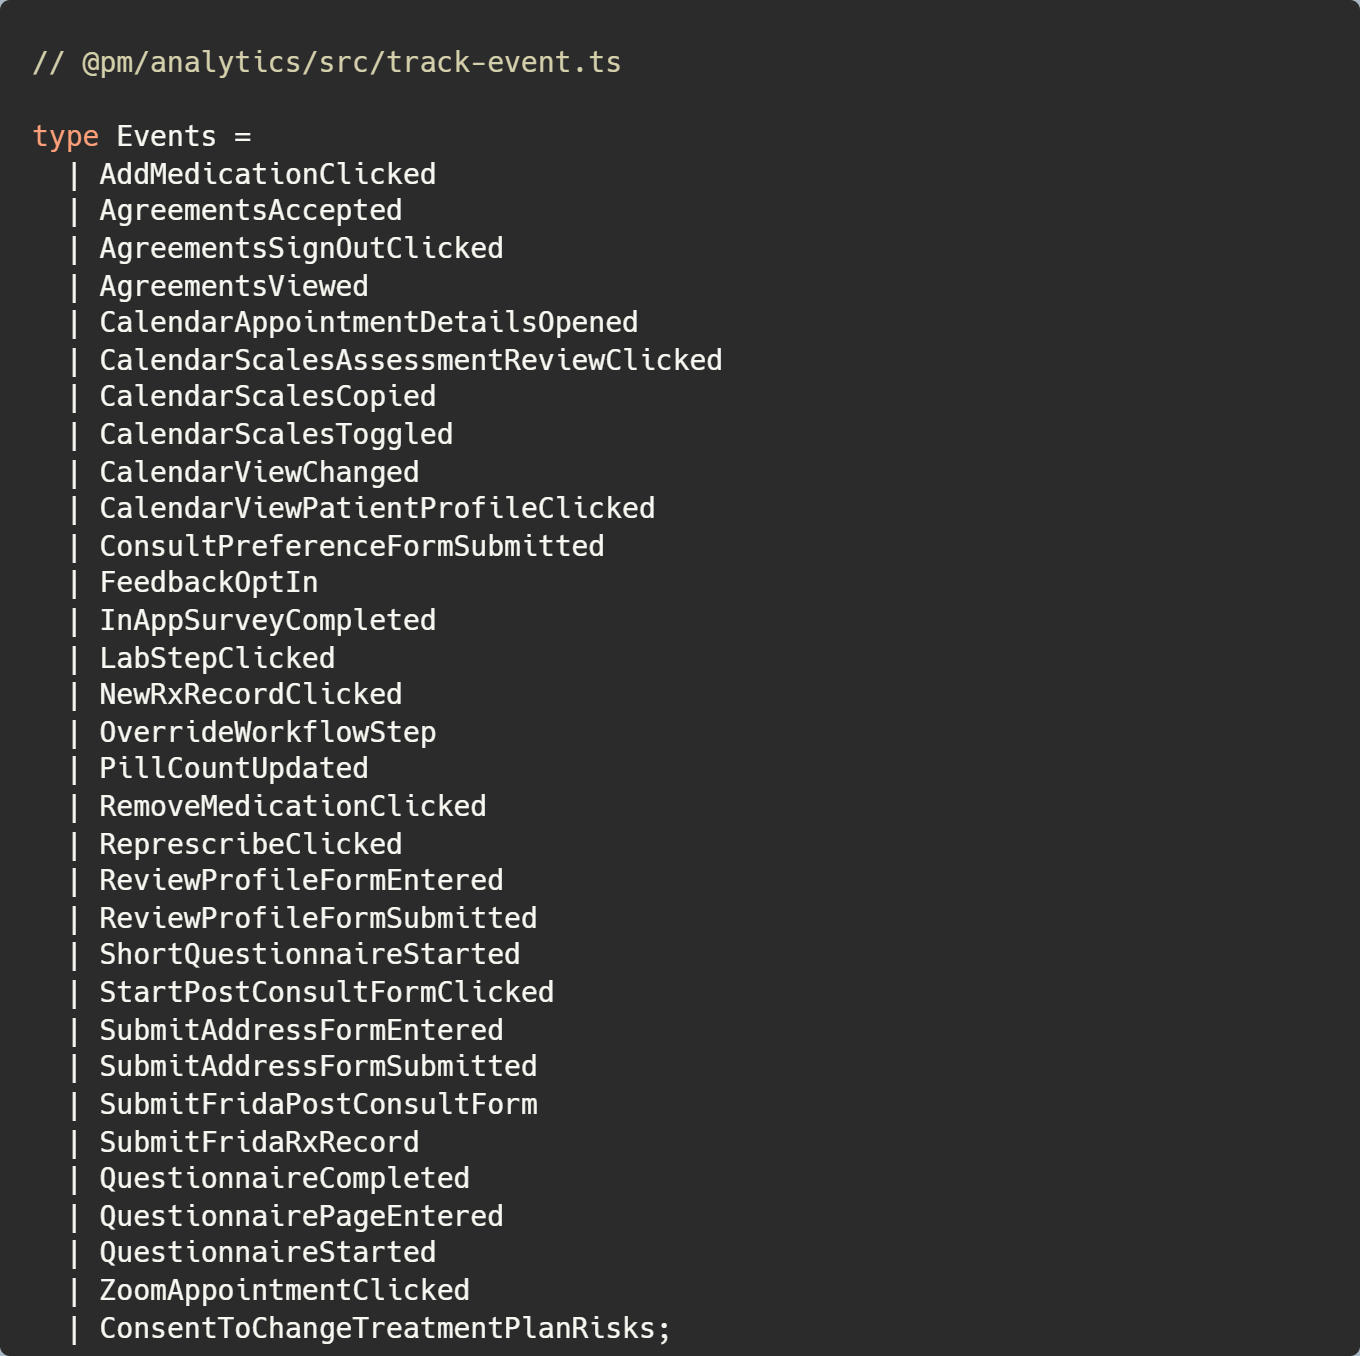 // @pm/analytics/src/track-event.ts
type Events =
| AddMedicationClicked
| AgreementsAccepted
| AgreementsSignOutClicked
| AgreementsViewed
| CalendarAppointmentDetailsOpened
| CalendarScalesAssessmentReviewClicked
| CalendarScalesCopied
| CalendarScalesToggled
| CalendarViewChanged
| CalendarViewPatientProfileClicked
| ConsultPreferenceFormSubmitted
| FeedbackOptIn
| InAppSurveyCompleted
| LabStepClicked
| NewRxRecordClicked
| OverrideWorkflowStep
| PillCountUpdated
| RemoveMedicationClicked
| ReprescribeClicked
| ReviewProfileFormEntered
| ReviewProfileFormSubmitted
| ShortQuestionnaireStarted
| StartPostConsultFormClicked
| SubmitAddressFormEntered
| SubmitAddressFormSubmitted
| SubmitFridaPostConsultForm
| SubmitFridaRxRecord
| QuestionnaireCompleted
| QuestionnairePageEntered
| QuestionnaireStarted
| ZoomAppointmentClicked
| ConsentToChangeTreatmentPlanRisks;